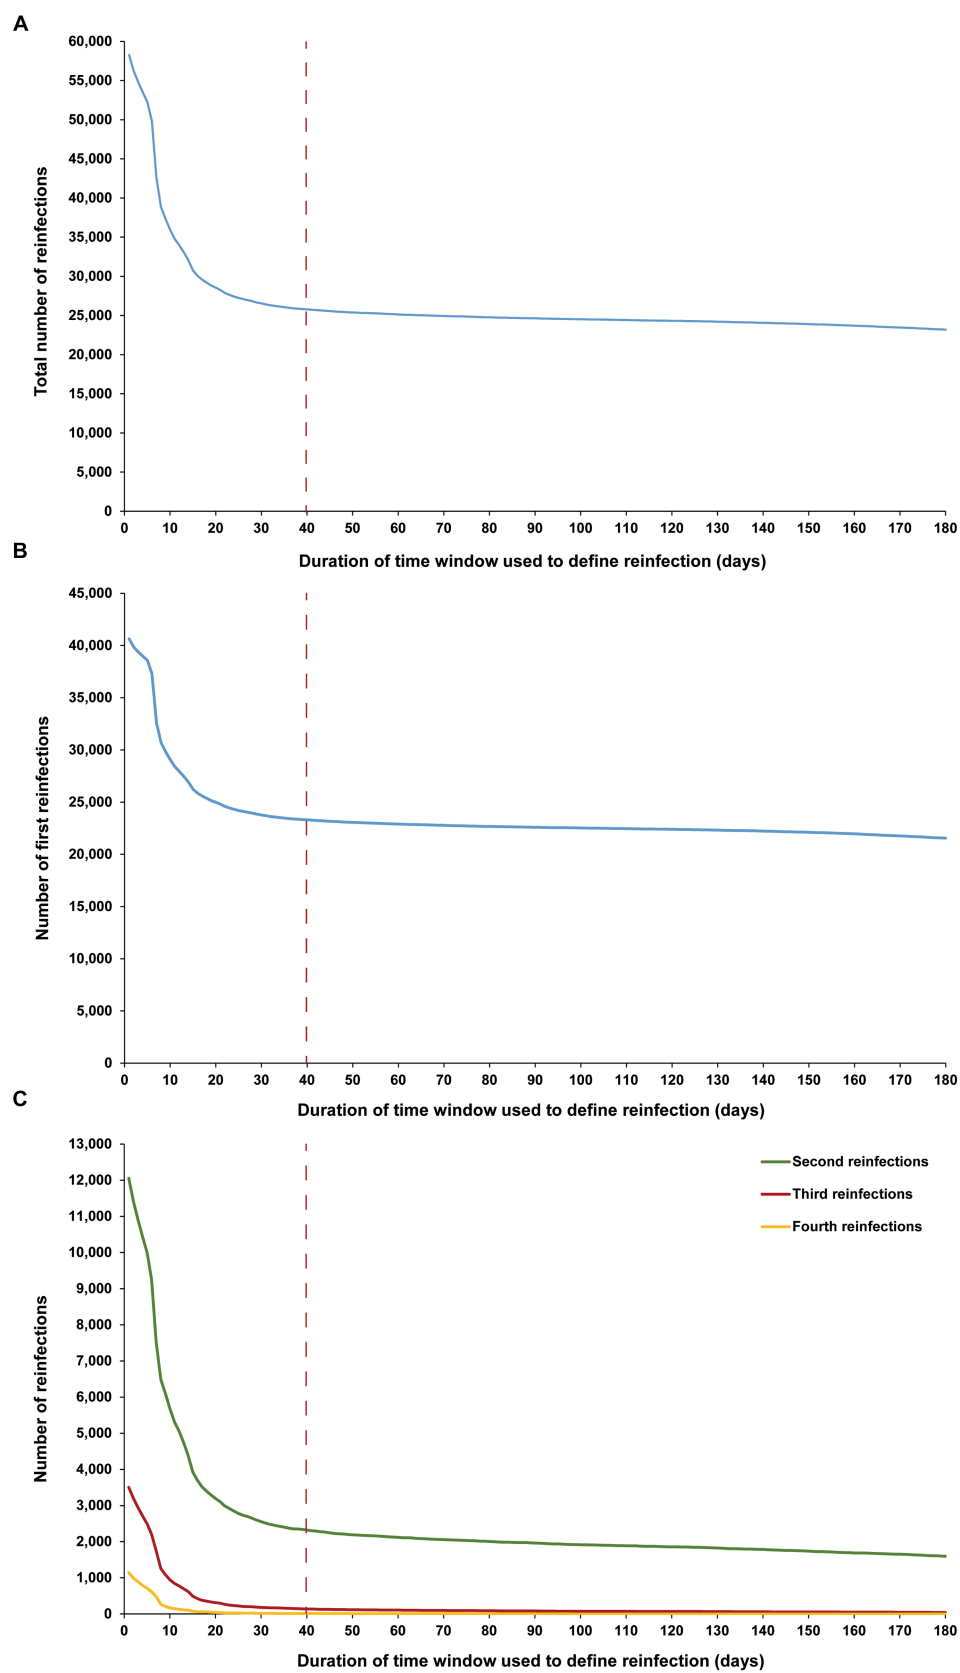 A
60,000
55,000
50,000
45,000
40,000
35,000
30,000
25,000
20,000
15,000
10,000
5,000
0
Total number of reinfections
0 10 20 30 40 50 60 70 80 90 100 110 120 130 140 150 160 170 180
Duration of time window used to define reinfection (days)
B
45,000
40,000
35,000
30,000
25,000
20,000
15,000
10,000
5,000
0
Number of first reinfections
0 10 20 30 40 50 60 70 80 90 100 110 120 130 140 150 160 170 180
Duration of time window used to define reinfection (days)
C
13,000
12,000
11,000
10,000
9,000
8,000
7,000
6,000
5,000
4,000
3,000
2,000
1,000
0
Number of reinfections
Second reinfections
Third reinfections
Fourth reinfections
0 10 20 30 40 50 60 70 80 90 100 110 120 130 140 150 160 170 180
Duration of time window used to define reinfection (days)